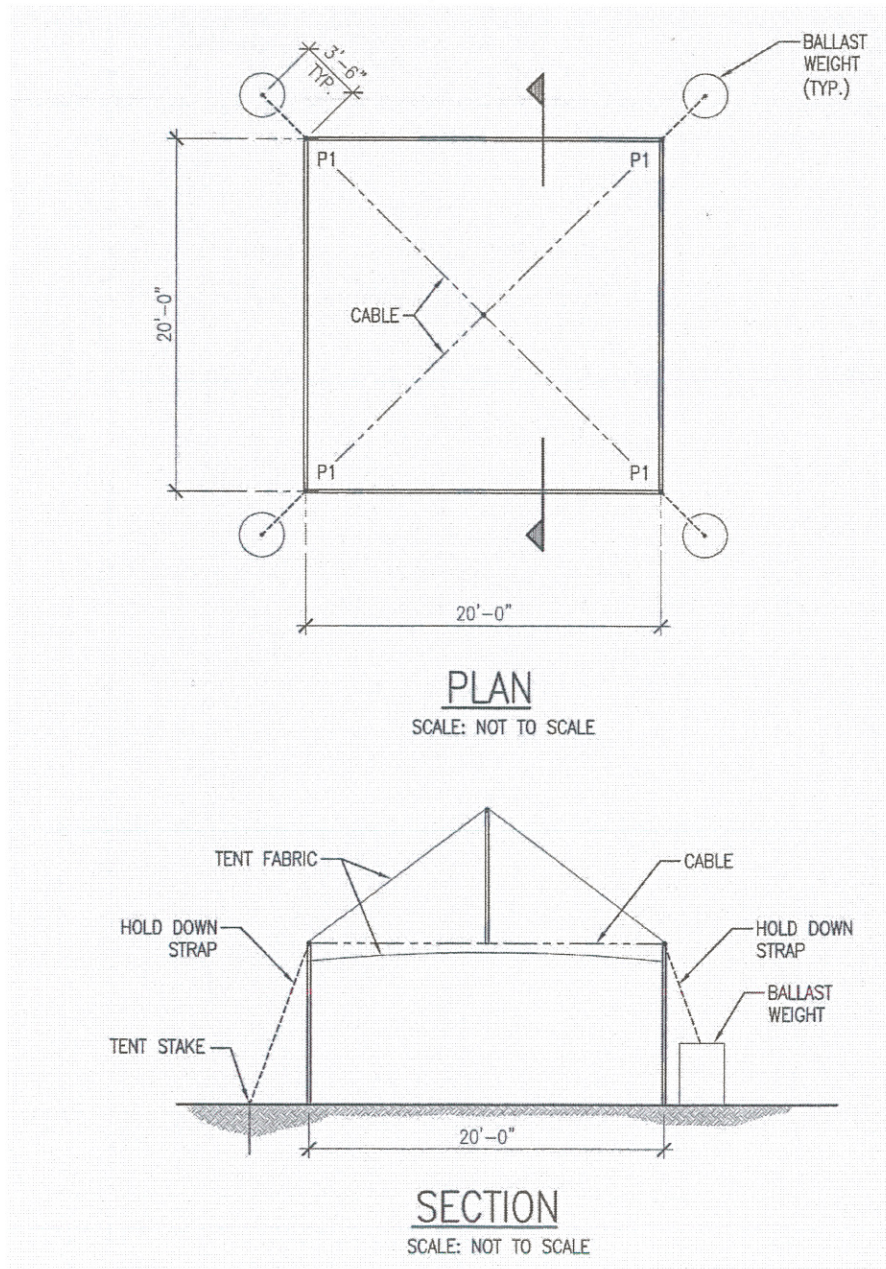 3'-6"
TYP.
BALLAST
WEIGHT
(TYP.)
P1
P1
20'-0"
CABLE
P1
P1
20'-0"
PLAN
SCALE: NOT TO SCALE
TENT FABRIC
CABLE
HOLD DOWN
STRAP
HOLD DOWN
STRAP
BALLAST
WEIGHT
TENT STAKE
20'-0"
SECTION
SCALE: NOT TO SCALE